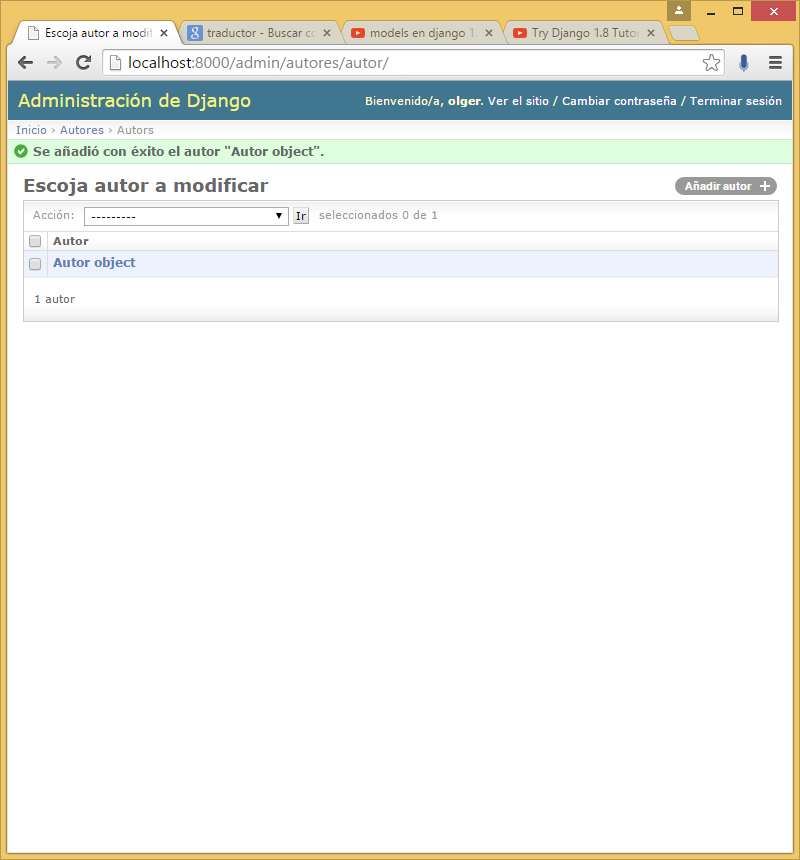 Escoja autor a modif
traductor - Buscar co
models en django 1.
Try Django 1.8 Tutor
localhost:8000/admin/autores/autor/
Administración de Django
Bienvenido/a, olger. Ver el sitio / Cambiar contraseña / Terminar sesión
Inicio › Autores › Autors
Se añadió con éxito el autor "Autor object".
Escoja autor a modificar
Añadir autor +
Acción: --------- Ir seleccionados 0 de 1
Autor
Autor object
1 autor